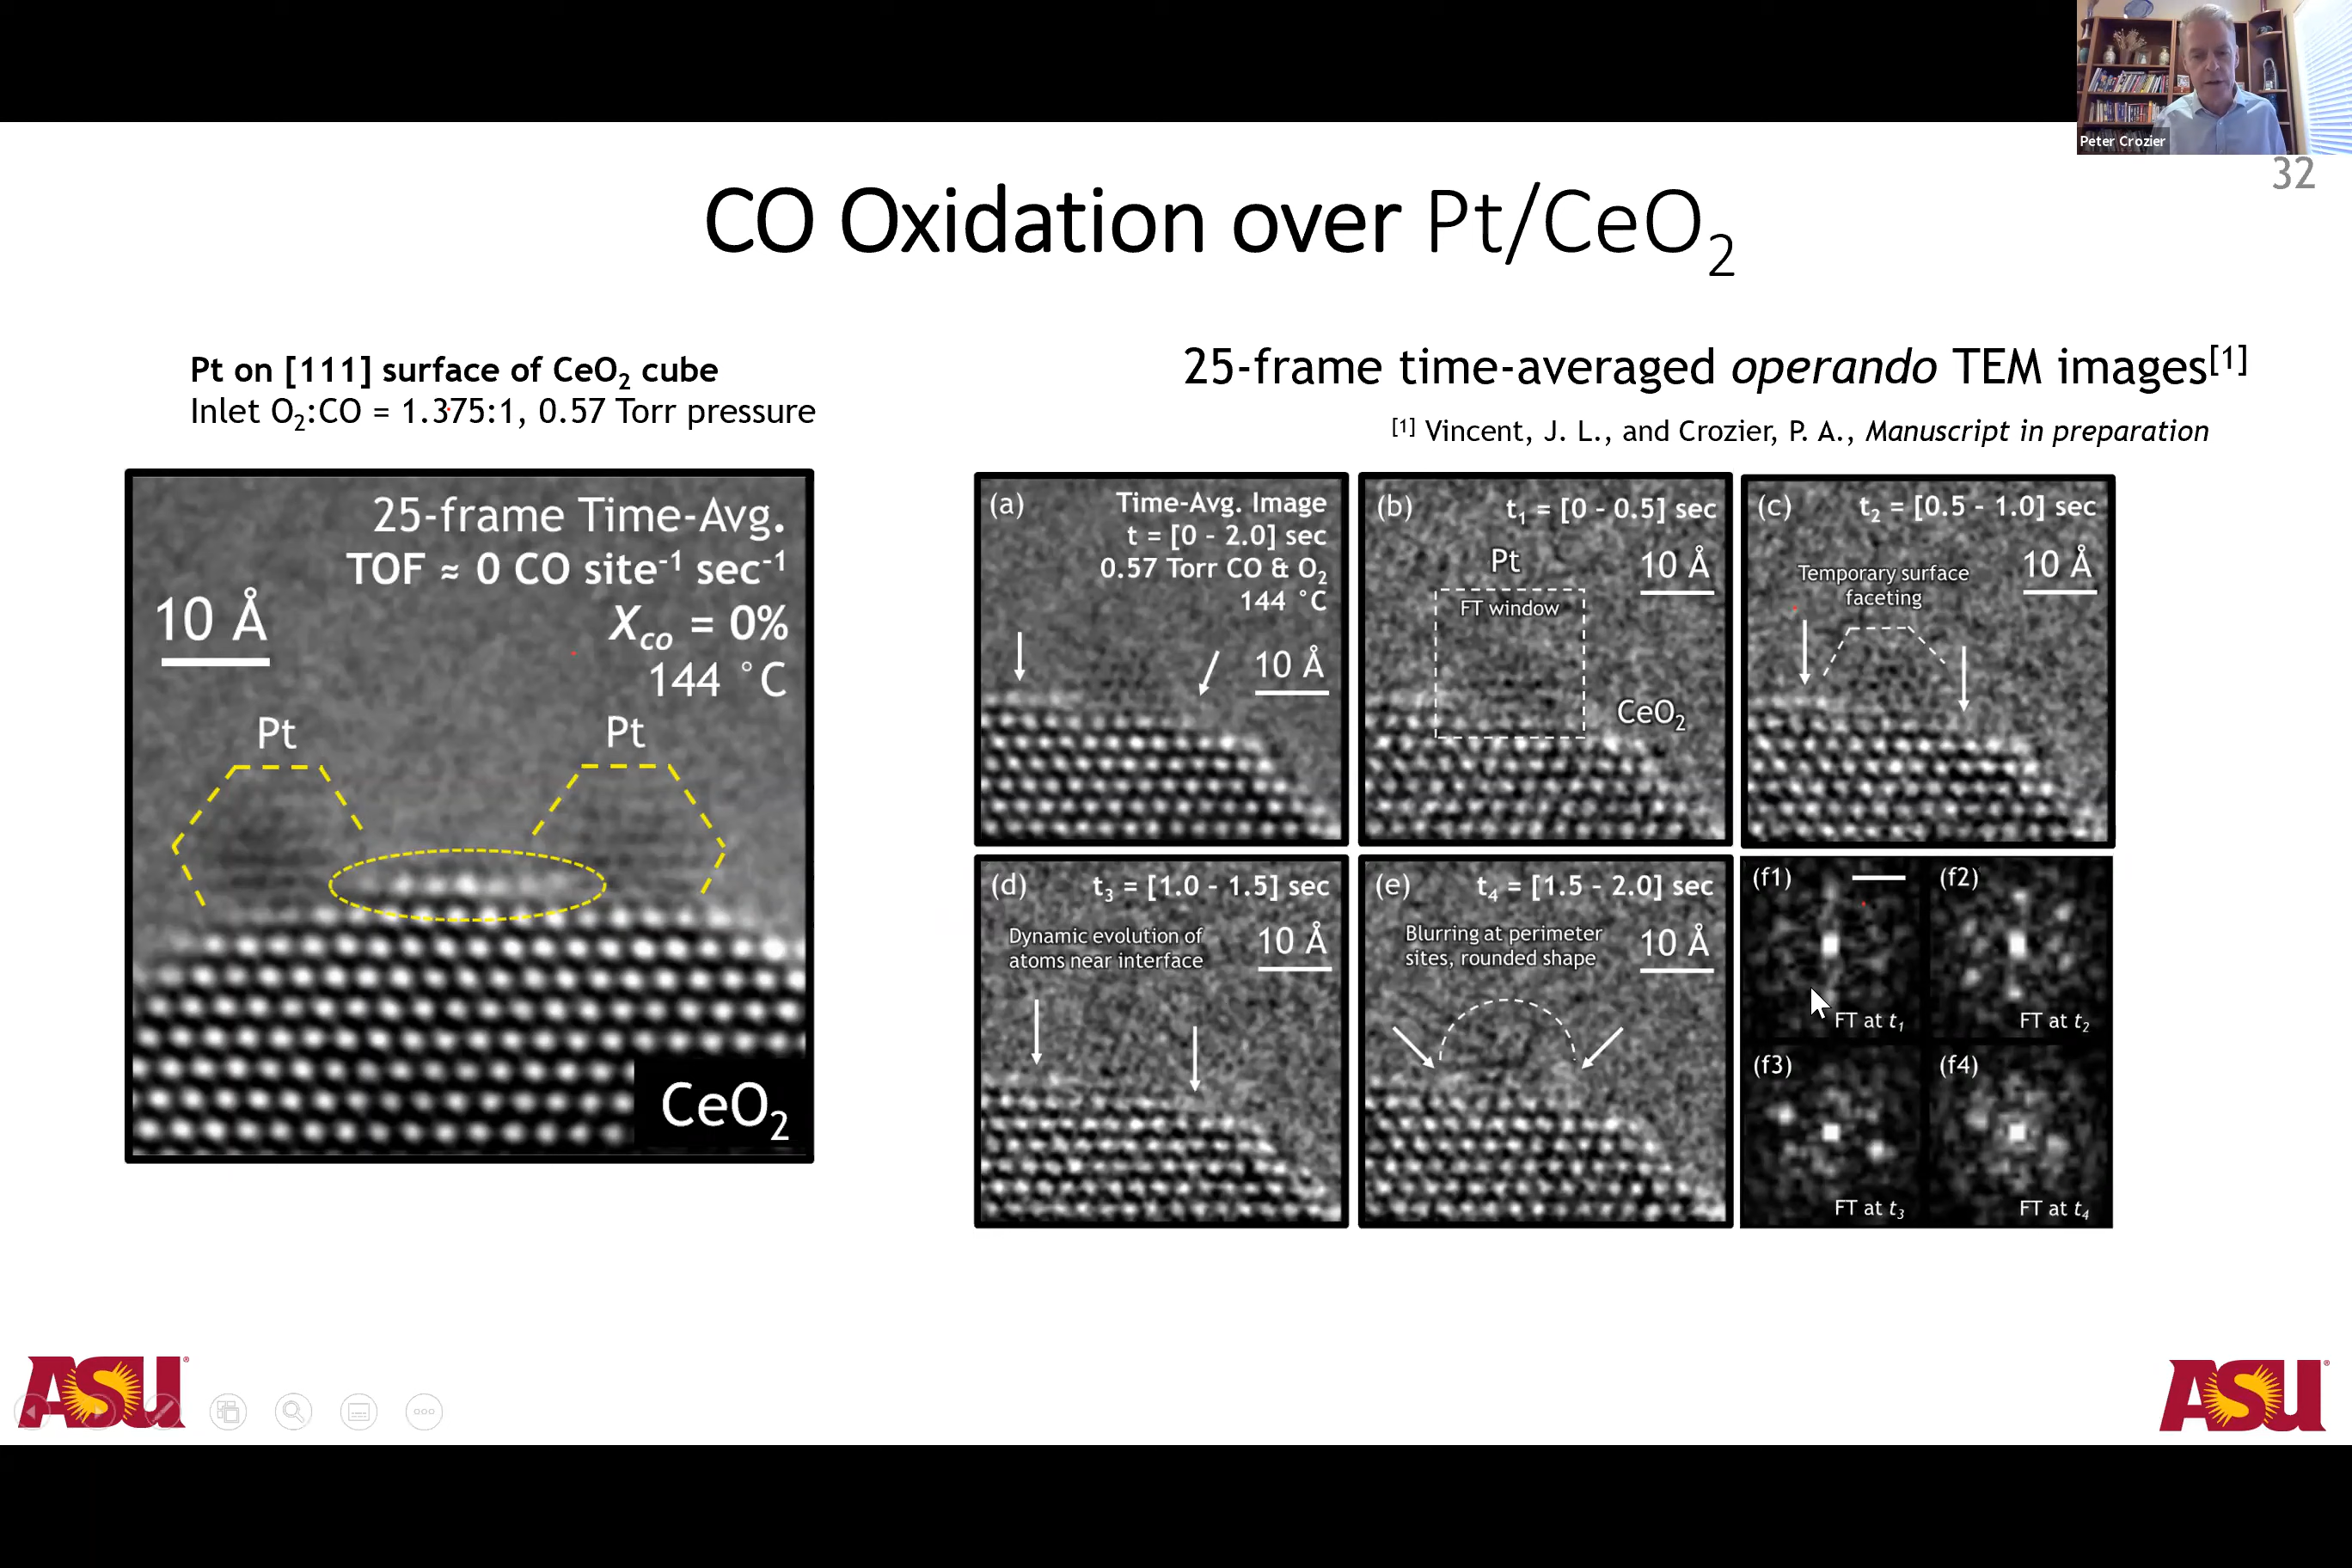 Peter Crozier
32
CO Oxidation over Pt/CeO₂
Pt on [111] surface of CeO₂ cube
Inlet O₂:CO = 1.375:1, 0.57 Torr pressure
25-frame time-averaged operando TEM images[1]
[1] Vincent, J. L., and Crozier, P. A., Manuscript in preparation
25-frame Time-Avg.
TOF ≈ 0 CO site⁻¹ sec⁻¹
X_co = 0%
144 °C
10 Å
Pt
Pt
CeO₂
(a)
Time-Avg. Image
t = [0 - 2.0] sec
0.57 Torr CO & O₂
144 °C
10 Å
(b)
t₁ = [0 - 0.5] sec
Pt
10 Å
FT window
CeO₂
(c)
t₂ = [0.5 - 1.0] sec
10 Å
Temporary surface
faceting
(d)
t₃ = [1.0 - 1.5] sec
Dynamic evolution of
atoms near interface
10 Å
(e)
t₄ = [1.5 - 2.0] sec
Blurring at perimeter
sites, rounded shape
10 Å
(f1)
FT at t₁
(f2)
FT at t₂
(f3)
FT at t₃
(f4)
FT at t₄
ASU
ASU